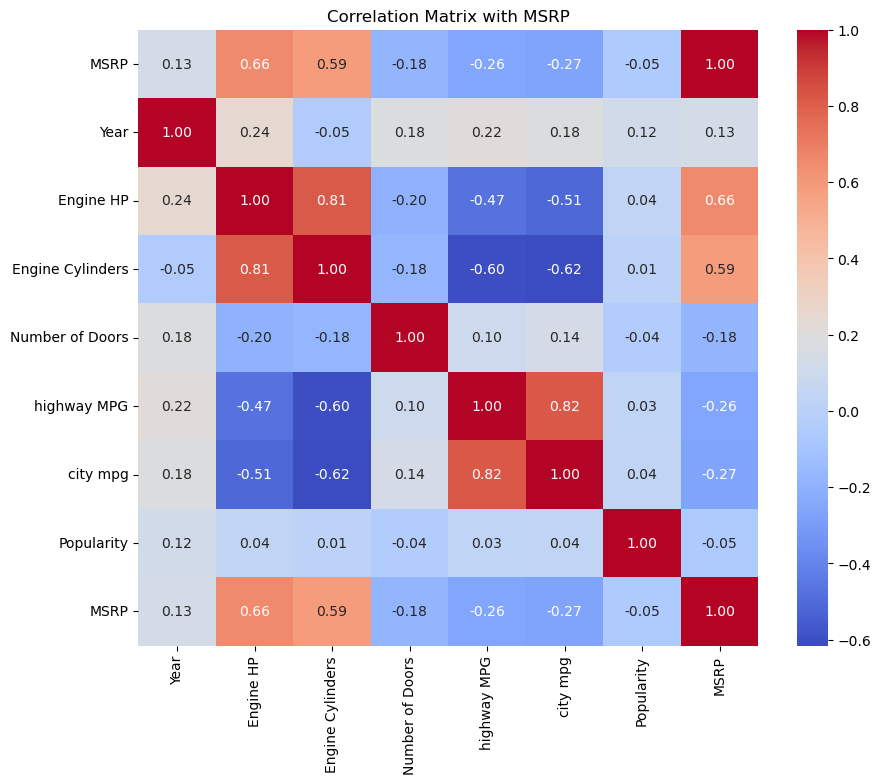 Correlation Matrix with MSRP
MSRP 0.13 0.66 0.59 -0.18 -0.26 -0.27 -0.05 1.00
Year 1.00 0.24 -0.05 0.18 0.22 0.18 0.12 0.13
Engine HP 0.24 1.00 0.81 -0.20 -0.47 -0.51 0.04 0.66
Engine Cylinders -0.05 0.81 1.00 -0.18 -0.60 -0.62 0.01 0.59
Number of Doors 0.18 -0.20 -0.18 1.00 0.10 0.14 -0.04 -0.18
highway MPG 0.22 -0.47 -0.60 0.10 1.00 0.82 0.03 -0.26
city mpg 0.18 -0.51 -0.62 0.14 0.82 1.00 0.04 -0.27
Popularity 0.12 0.04 0.01 -0.04 0.03 0.04 1.00 -0.05
MSRP 0.13 0.66 0.59 -0.18 -0.26 -0.27 -0.05 1.00
Year
Engine HP
Engine Cylinders
Number of Doors
highway MPG
city mpg
Popularity
MSRP
1.0
0.8
0.6
0.4
0.2
0.0
−0.2
−0.4
−0.6